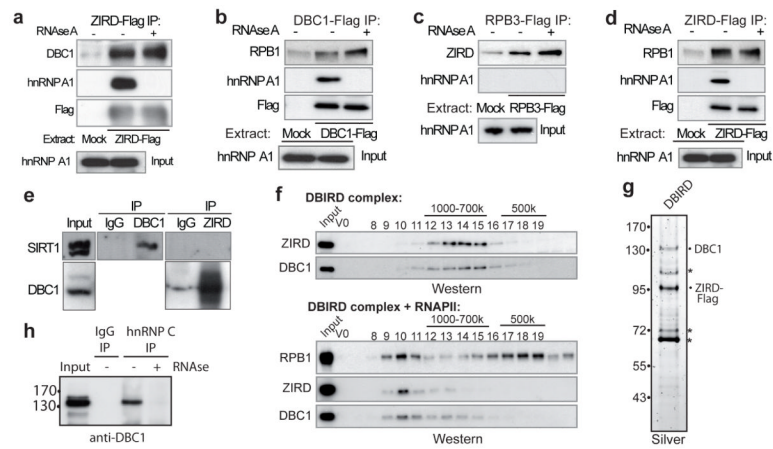 a
ZIRD-Flag IP:
RNAseA - - +
DBC1
hnRNPA1
Flag
Extract: Mock ZIRD-Flag
hnRNP A1 Input
b
DBC1-Flag IP:
RNAseA - - +
RPB1
hnRNPA1
Flag
Extract: Mock DBC1-Flag
hnRNP A1 Input
c
RPB3-Flag IP:
RNAseA - - +
ZIRD
hnRNPA1
Extract: Mock RPB3-Flag
hnRNPA1 Input
d
ZIRD-Flag IP:
RNAseA - - +
RPB1
hnRNPA1
Flag
Extract: Mock ZIRD-Flag
hnRNP A1 Input
e
IP IP
Input IgG DBC1 IgG ZIRD
SIRT1
DBC1
f
DBIRD complex:
1000-700k 500k
Input V0 8 9 10 11 12 13 14 15 16 17 18 19
ZIRD
DBC1
Western
DBIRD complex + RNAPII:
1000-700k 500k
Input V0 8 9 10 11 12 13 14 15 16 17 18 19
RPB1
ZIRD
DBC1
Western
g
DBIRD
170
130 • DBC1
*
95 • ZIRD-
Flag
72 *
*
55
43
Silver
h
IgG hnRNP C
IP IP
Input - - + RNAse
170
130
anti-DBC1